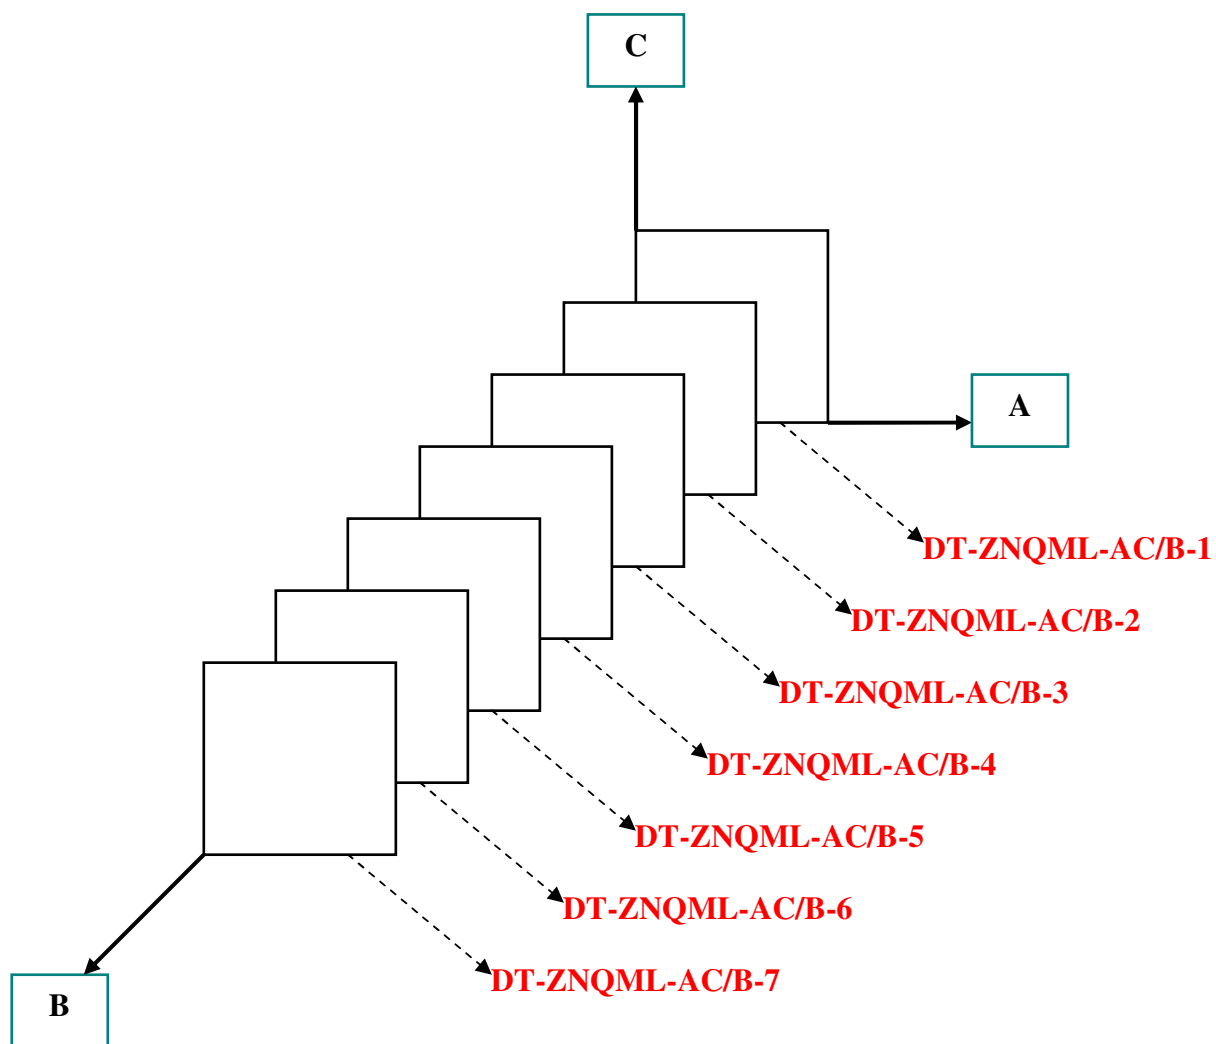 C
A
DT-ZNQML-AC/B-1
DT-ZNQML-AC/B-2
DT-ZNQML-AC/B-3
DT-ZNQML-AC/B-4
DT-ZNQML-AC/B-5
DT-ZNQML-AC/B-6
DT-ZNQML-AC/B-7
B